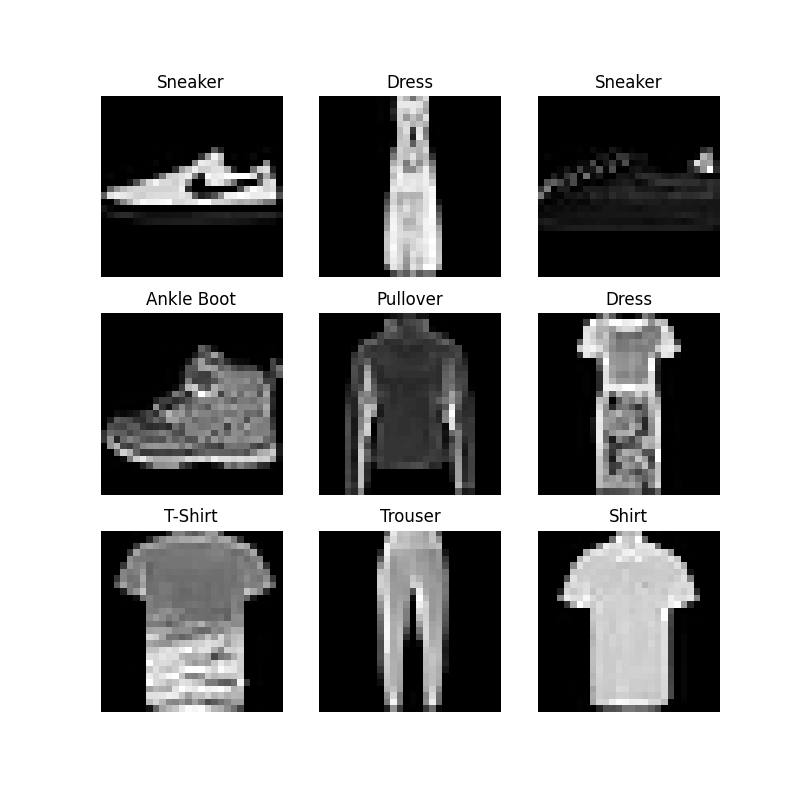 Sneaker
Dress
Sneaker
Ankle Boot
Pullover
Dress
T-Shirt
Trouser
Shirt